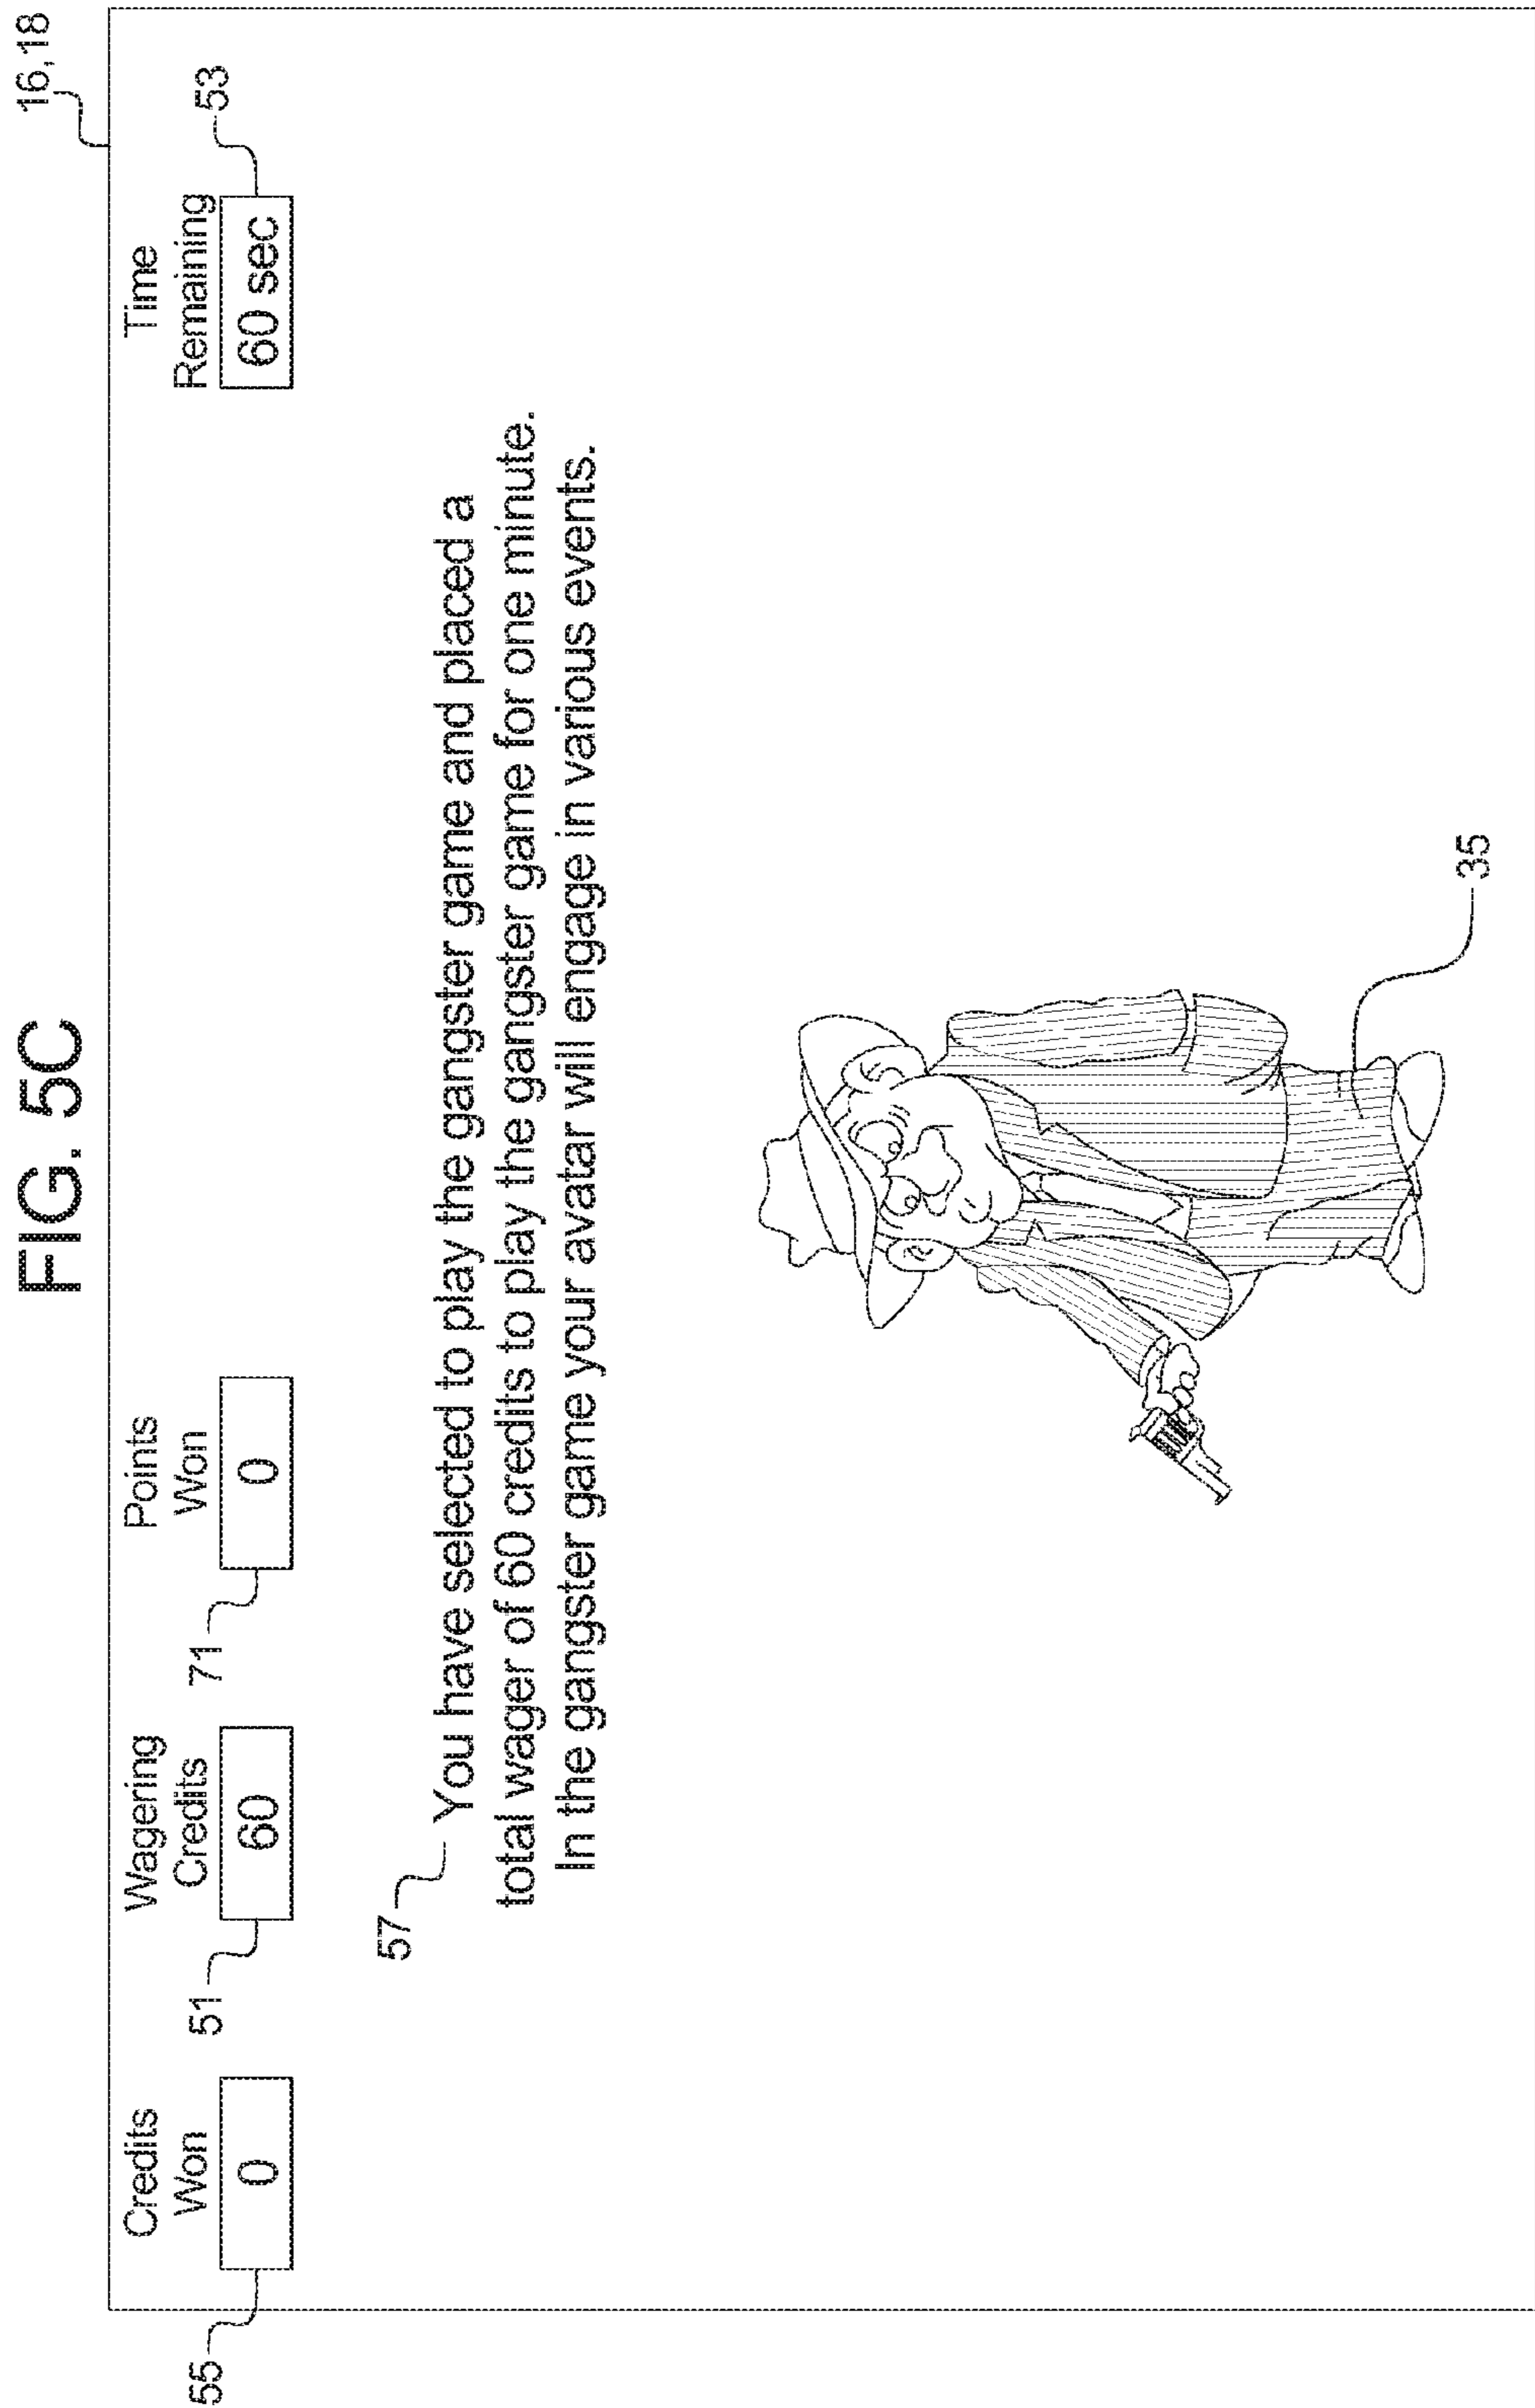 FIG. 5C
16,18
Credits
Won
0
55
Wagering
Credits
60
51
Points
Won
0
71
Time
Remaining
60 sec
53
57
You have selected to play the gangster game and placed a
total wager of 60 credits to play the gangster game for one minute.
In the gangster game your avatar will engage in various events.
35